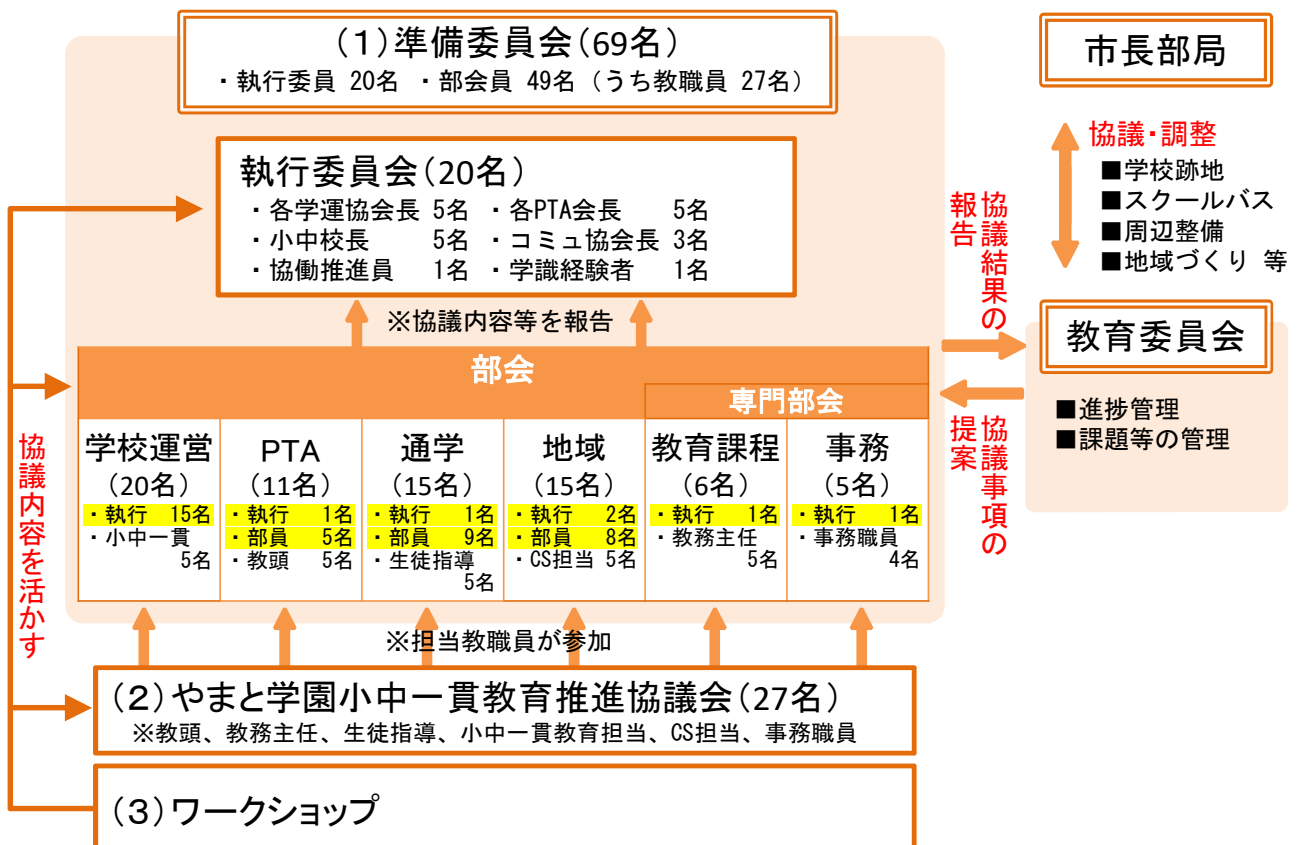 (1)準備委員会(69名)
・執行委員 20名 ・部会員 49名 (うち教職員 27名)
執行委員会(20名)
・各学運協会長 5名 ・各PTA会長 5名
・小中校長 5名 ・コミュ協会長 3名
・協働推進員 1名 ・学識経験者 1名
※協議内容等を報告
部会
専門部会
学校運営
(20名)
・執行 15名
・小中一貫
5名
PTA
(11名)
・執行 1名
・部員 5名
・教頭 5名
通学
(15名)
・執行 1名
・部員 9名
・生徒指導
5名
地域
(15名)
・執行 2名
・部員 8名
・CS担当 5名
教育課程
(6名)
・執行 1名
・教務主任
5名
事務
(5名)
・執行 1名
・事務職員
4名
※担当教職員が参加
(2)やまと学園小中一貫教育推進協議会(27名)
※教頭、教務主任、生徒指導、小中一貫教育担当、CS担当、事務職員
(3)ワークショップ
協議内容を活かす
協議結果の
報告
協議事項の
提案
市長部局
協議・調整
■学校跡地
■スクールバス
■周辺整備
■地域づくり 等
教育委員会
■進捗管理
■課題等の管理